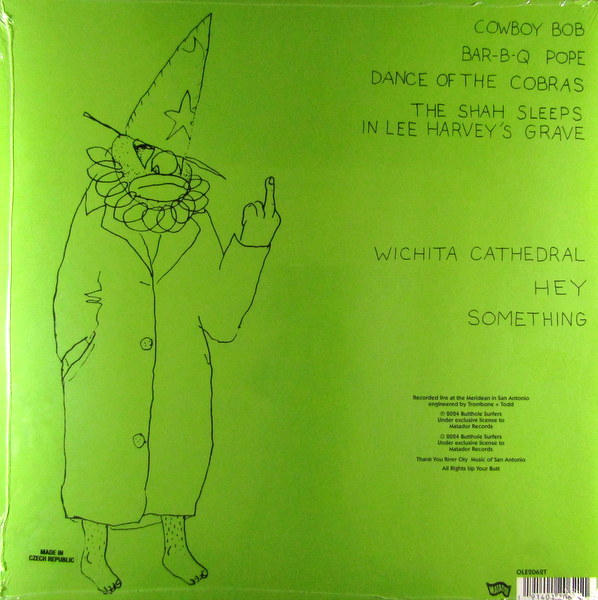 COWBOY BOB
BAR-B-Q POPE
DANCE OF THE COBRAS
THE SHAH SLEEPS
IN LEE HARVEY'S GRAVE
WICHITA CATHEDRAL
HEY
SOMETHING
Recorded live at the Meridean in San Antonio
engineered by Trombone + Todd
℗ 2024 Butthole Surfers
Under exclusive license to
Matador Records
© 2024 Butthole Surfers
Under exclusive license to
Matador Records
Thank You River City Music of San Antonio
All Rights Up Your Butt
MADE IN
CZECH REPUBLIC
OLE2062T